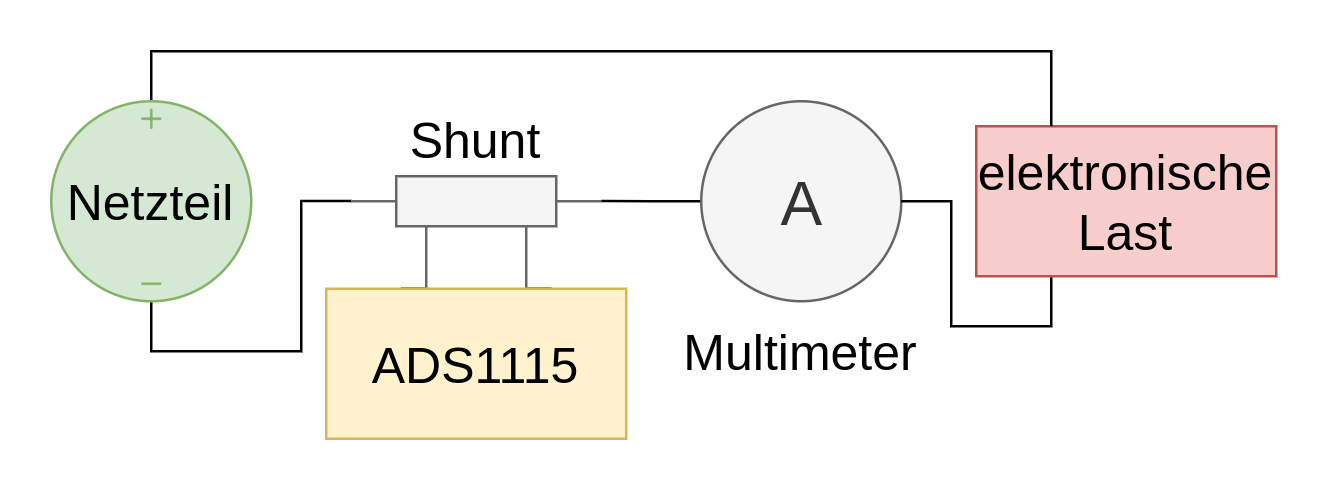 Shunt
+
Netzteil
−
A
elektronische
Last
ADS1115
Multimeter